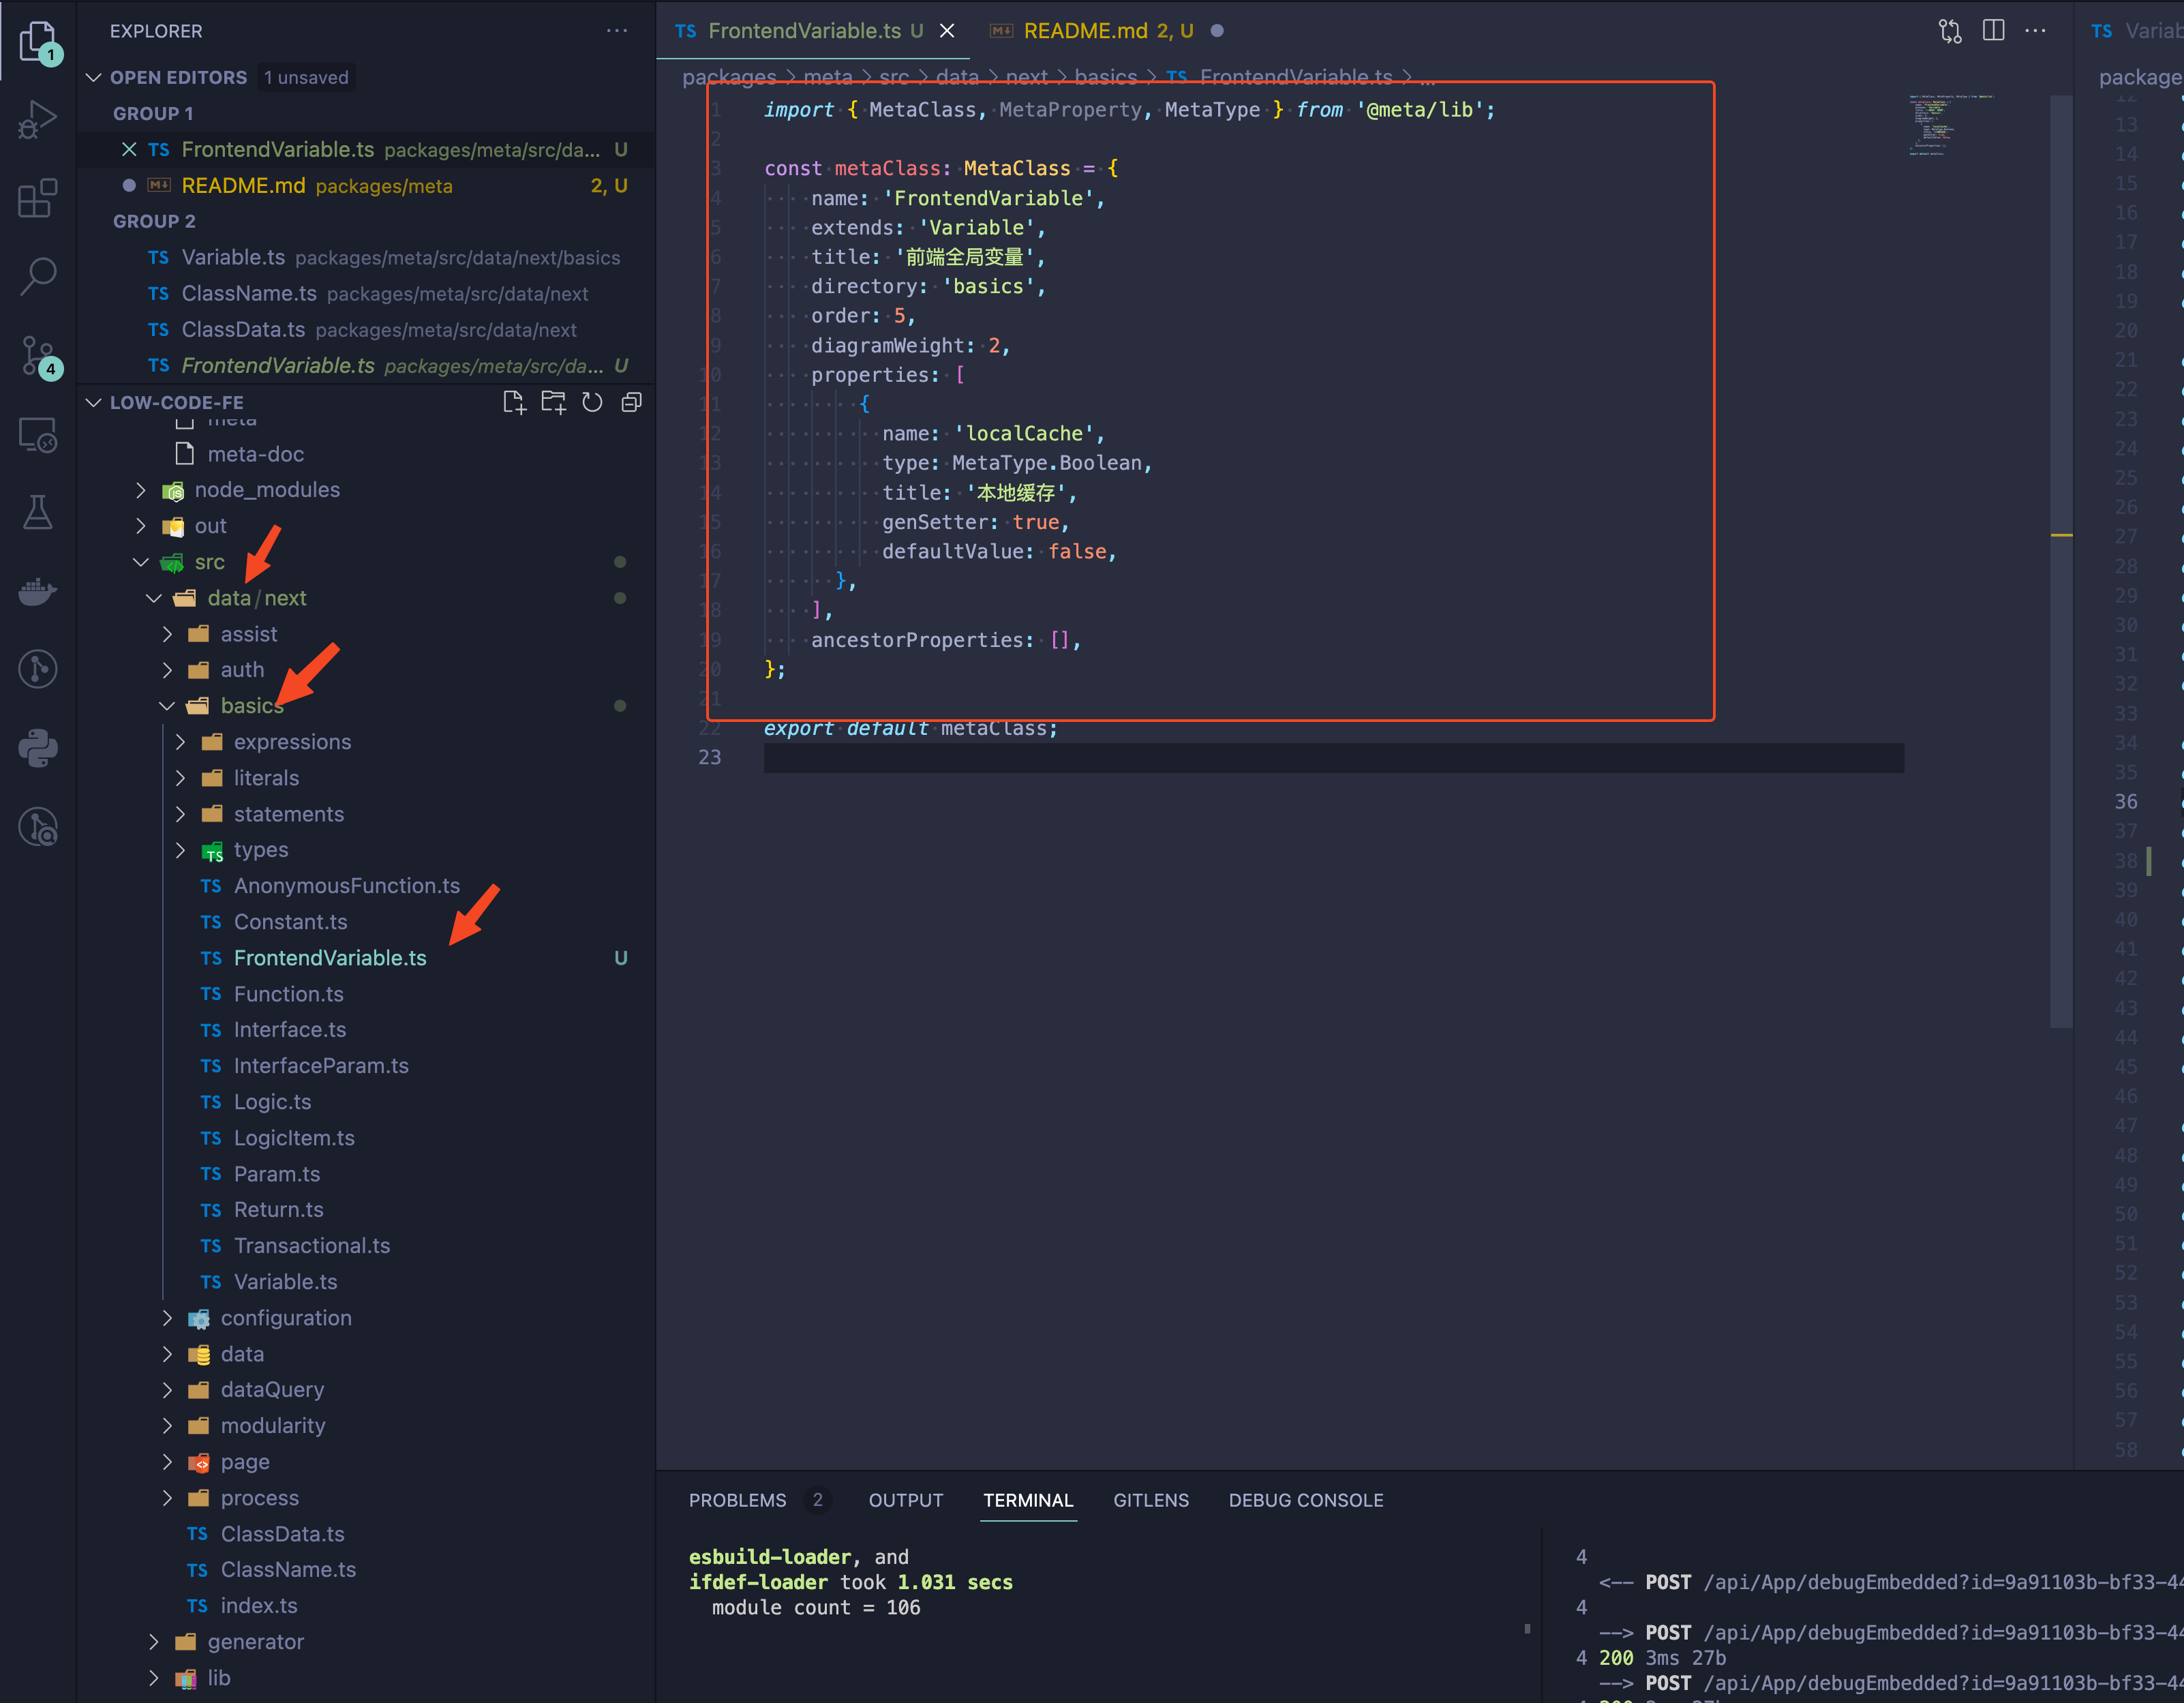 EXPLORER
OPEN EDITORS 1 unsaved
GROUP 1
TS FrontendVariable.ts packages/meta/src/da... U
README.md packages/meta 2, U
GROUP 2
TS Variable.ts packages/meta/src/data/next/basics
TS ClassName.ts packages/meta/src/data/next
TS ClassData.ts packages/meta/src/data/next
TS FrontendVariable.ts packages/meta/src/da... U
LOW-CODE-FE
meta
meta-doc
node_modules
out
src
data/next
assist
auth
basics
expressions
literals
statements
types
TS AnonymousFunction.ts
TS Constant.ts
TS FrontendVariable.ts U
TS Function.ts
TS Interface.ts
TS InterfaceParam.ts
TS Logic.ts
TS LogicItem.ts
TS Param.ts
TS Return.ts
TS Transactional.ts
TS Variable.ts
configuration
data
dataQuery
modularity
page
process
TS ClassData.ts
TS ClassName.ts
TS index.ts
generator
lib
1
4
TS FrontendVariable.ts U
README.md 2, U
packages > meta > src > data > next > basics > TS FrontendVariable.ts > ...
1 import { MetaClass, MetaProperty, MetaType } from '@meta/lib';
2
3 const metaClass: MetaClass = {
4 name: 'FrontendVariable',
5 extends: 'Variable',
6 title: '前端全局变量',
7 directory: 'basics',
8 order: 5,
9 diagramWeight: 2,
10 properties: [
11 {
12 name: 'localCache',
13 type: MetaType.Boolean,
14 title: '本地缓存',
15 genSetter: true,
16 defaultValue: false,
17 },
18 ],
19 ancestorProperties: [],
20 };
21
22 export default metaClass;
23
TS Variab
package
12
13
14
15
16
17
18
19
20
21
22
23
24
25
26
27
28
29
30
31
32
33
34
35
36
37
38
39
40
41
42
43
44
45
46
47
48
49
50
51
52
53
54
55
56
57
58
PROBLEMS 2 OUTPUT TERMINAL GITLENS DEBUG CONSOLE
esbuild-loader, and
ifdef-loader took 1.031 secs
module count = 106
4
<-- POST /api/App/debugEmbedded?id=9a91103b-bf33-44
4
--> POST /api/App/debugEmbedded?id=9a91103b-bf33-44
4 200 3ms 27b
--> POST /api/App/debugEmbedded?id=9a91103b-bf33-44